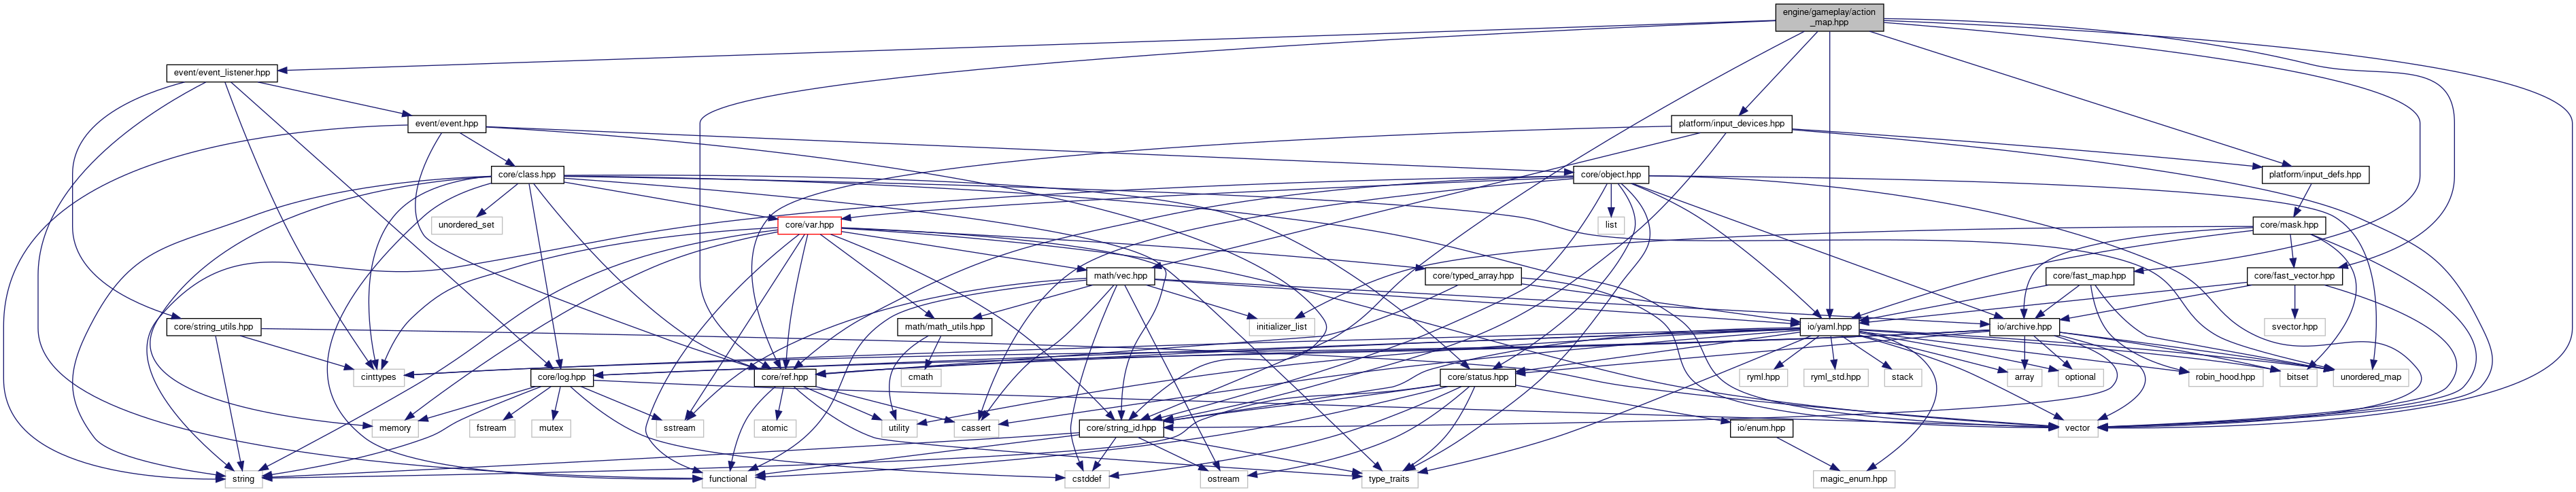 engine/gameplay/action
_map.hpp
event/event_listener.hpp
event/event.hpp
platform/input_devices.hpp
core/class.hpp
core/object.hpp
platform/input_defs.hpp
unordered_set
core/var.hpp
list
core/mask.hpp
math/vec.hpp
core/typed_array.hpp
core/fast_map.hpp
core/fast_vector.hpp
core/string_utils.hpp
math/math_utils.hpp
initializer_list
io/yaml.hpp
io/archive.hpp
svector.hpp
cinttypes
core/log.hpp
core/ref.hpp
cmath
core/status.hpp
ryml.hpp
ryml_std.hpp
stack
array
optional
robin_hood.hpp
bitset
unordered_map
memory
fstream
mutex
sstream
atomic
utility
cassert
core/string_id.hpp
io/enum.hpp
vector
string
functional
cstddef
ostream
type_traits
magic_enum.hpp